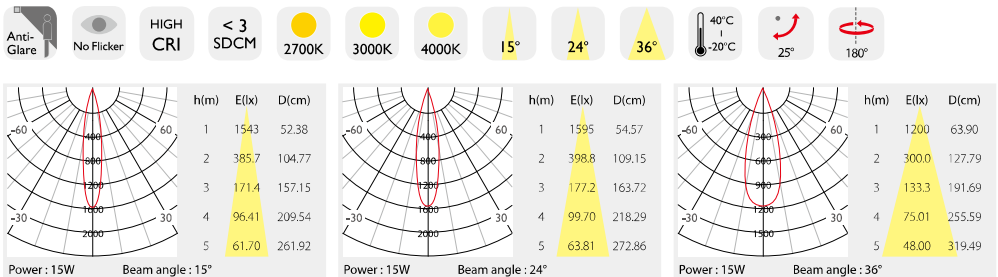 Anti-
Glare
No Flicker
HIGH
CRI
< 3
SDCM
2700K
3000K
4000K
15°
24°
36°
40°C
-20°C
25°
180°
h(m) E(lx) D(cm)
1 1543 52.38
2 385.7 104.77
3 171.4 157.15
4 96.41 209.54
5 61.70 261.92
-60 60
-30 30
400
800
1200
1600
2000
Power : 15W Beam angle : 15°
h(m) E(lx) D(cm)
1 1595 54.57
2 398.8 109.15
3 177.2 163.72
4 99.70 218.29
5 63.81 272.86
-60 60
-30 30
400
800
1200
1600
2000
Power : 15W Beam angle : 24°
h(m) E(lx) D(cm)
1 1200 63.90
2 300.0 127.79
3 133.3 191.69
4 75.01 255.59
5 48.00 319.49
-60 60
-30 30
300
600
900
1500
Power : 15W Beam angle : 36°